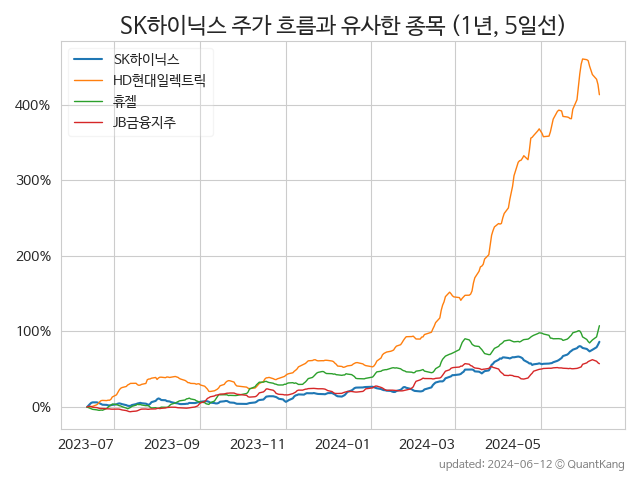 SK하이닉스 주가 흐름과 유사한 종목 (1년, 5일선)
SK하이닉스
HD현대일렉트릭
휴젤
JB금융지주
400%
300%
200%
100%
0%
2023-07 2023-09 2023-11 2024-01 2024-03 2024-05
updated: 2024-06-12 © QuantKang